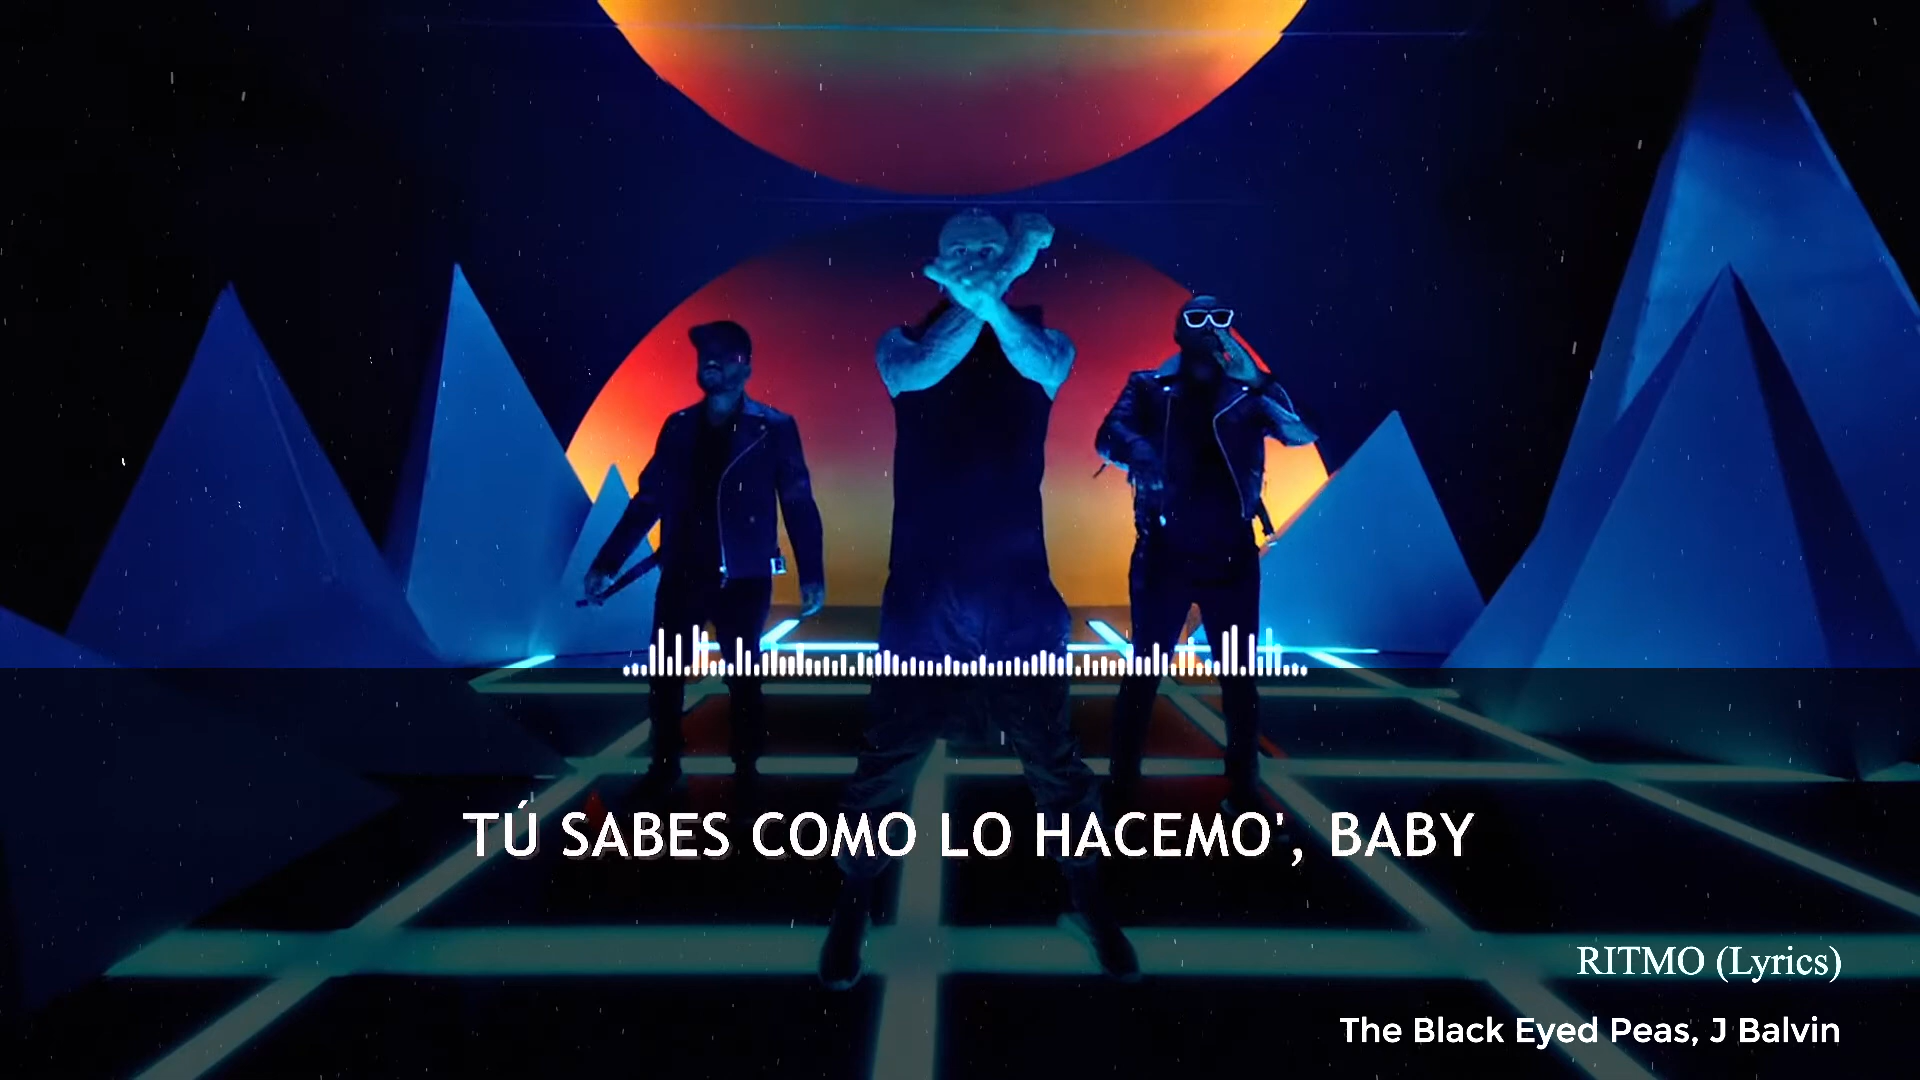 TÚ SABES COMO LO HACEMO', BABY
RITMO (Lyrics)
The Black Eyed Peas, J Balvin